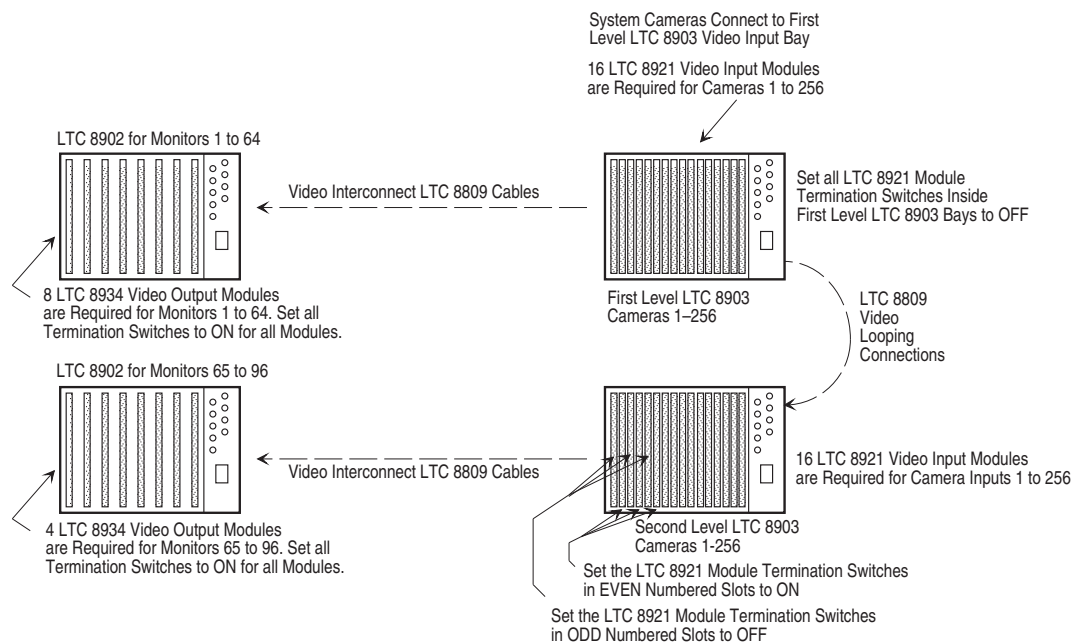 System Cameras Connect to First
Level LTC 8903 Video Input Bay
16 LTC 8921 Video Input Modules
are Required for Cameras 1 to 256
LTC 8902 for Monitors 1 to 64
Video Interconnect LTC 8809 Cables
Set all LTC 8921 Module
Termination Switches Inside
First Level LTC 8903 Bays to OFF
8 LTC 8934 Video Output Modules
are Required for Monitors 1 to 64. Set all
Termination Switches to ON for all Modules.
First Level LTC 8903
Cameras 1–256
LTC 8809
Video
Looping
Connections
LTC 8902 for Monitors 65 to 96
Video Interconnect LTC 8809 Cables
16 LTC 8921 Video Input Modules
are Required for Camera Inputs 1 to 256
4 LTC 8934 Video Output Modules
are Required for Monitors 65 to 96. Set all
Termination Switches to ON for all Modules.
Second Level LTC 8903
Cameras 1-256
Set the LTC 8921 Module Termination Switches
in EVEN Numbered Slots to ON
Set the LTC 8921 Module Termination Switches
in ODD Numbered Slots to OFF